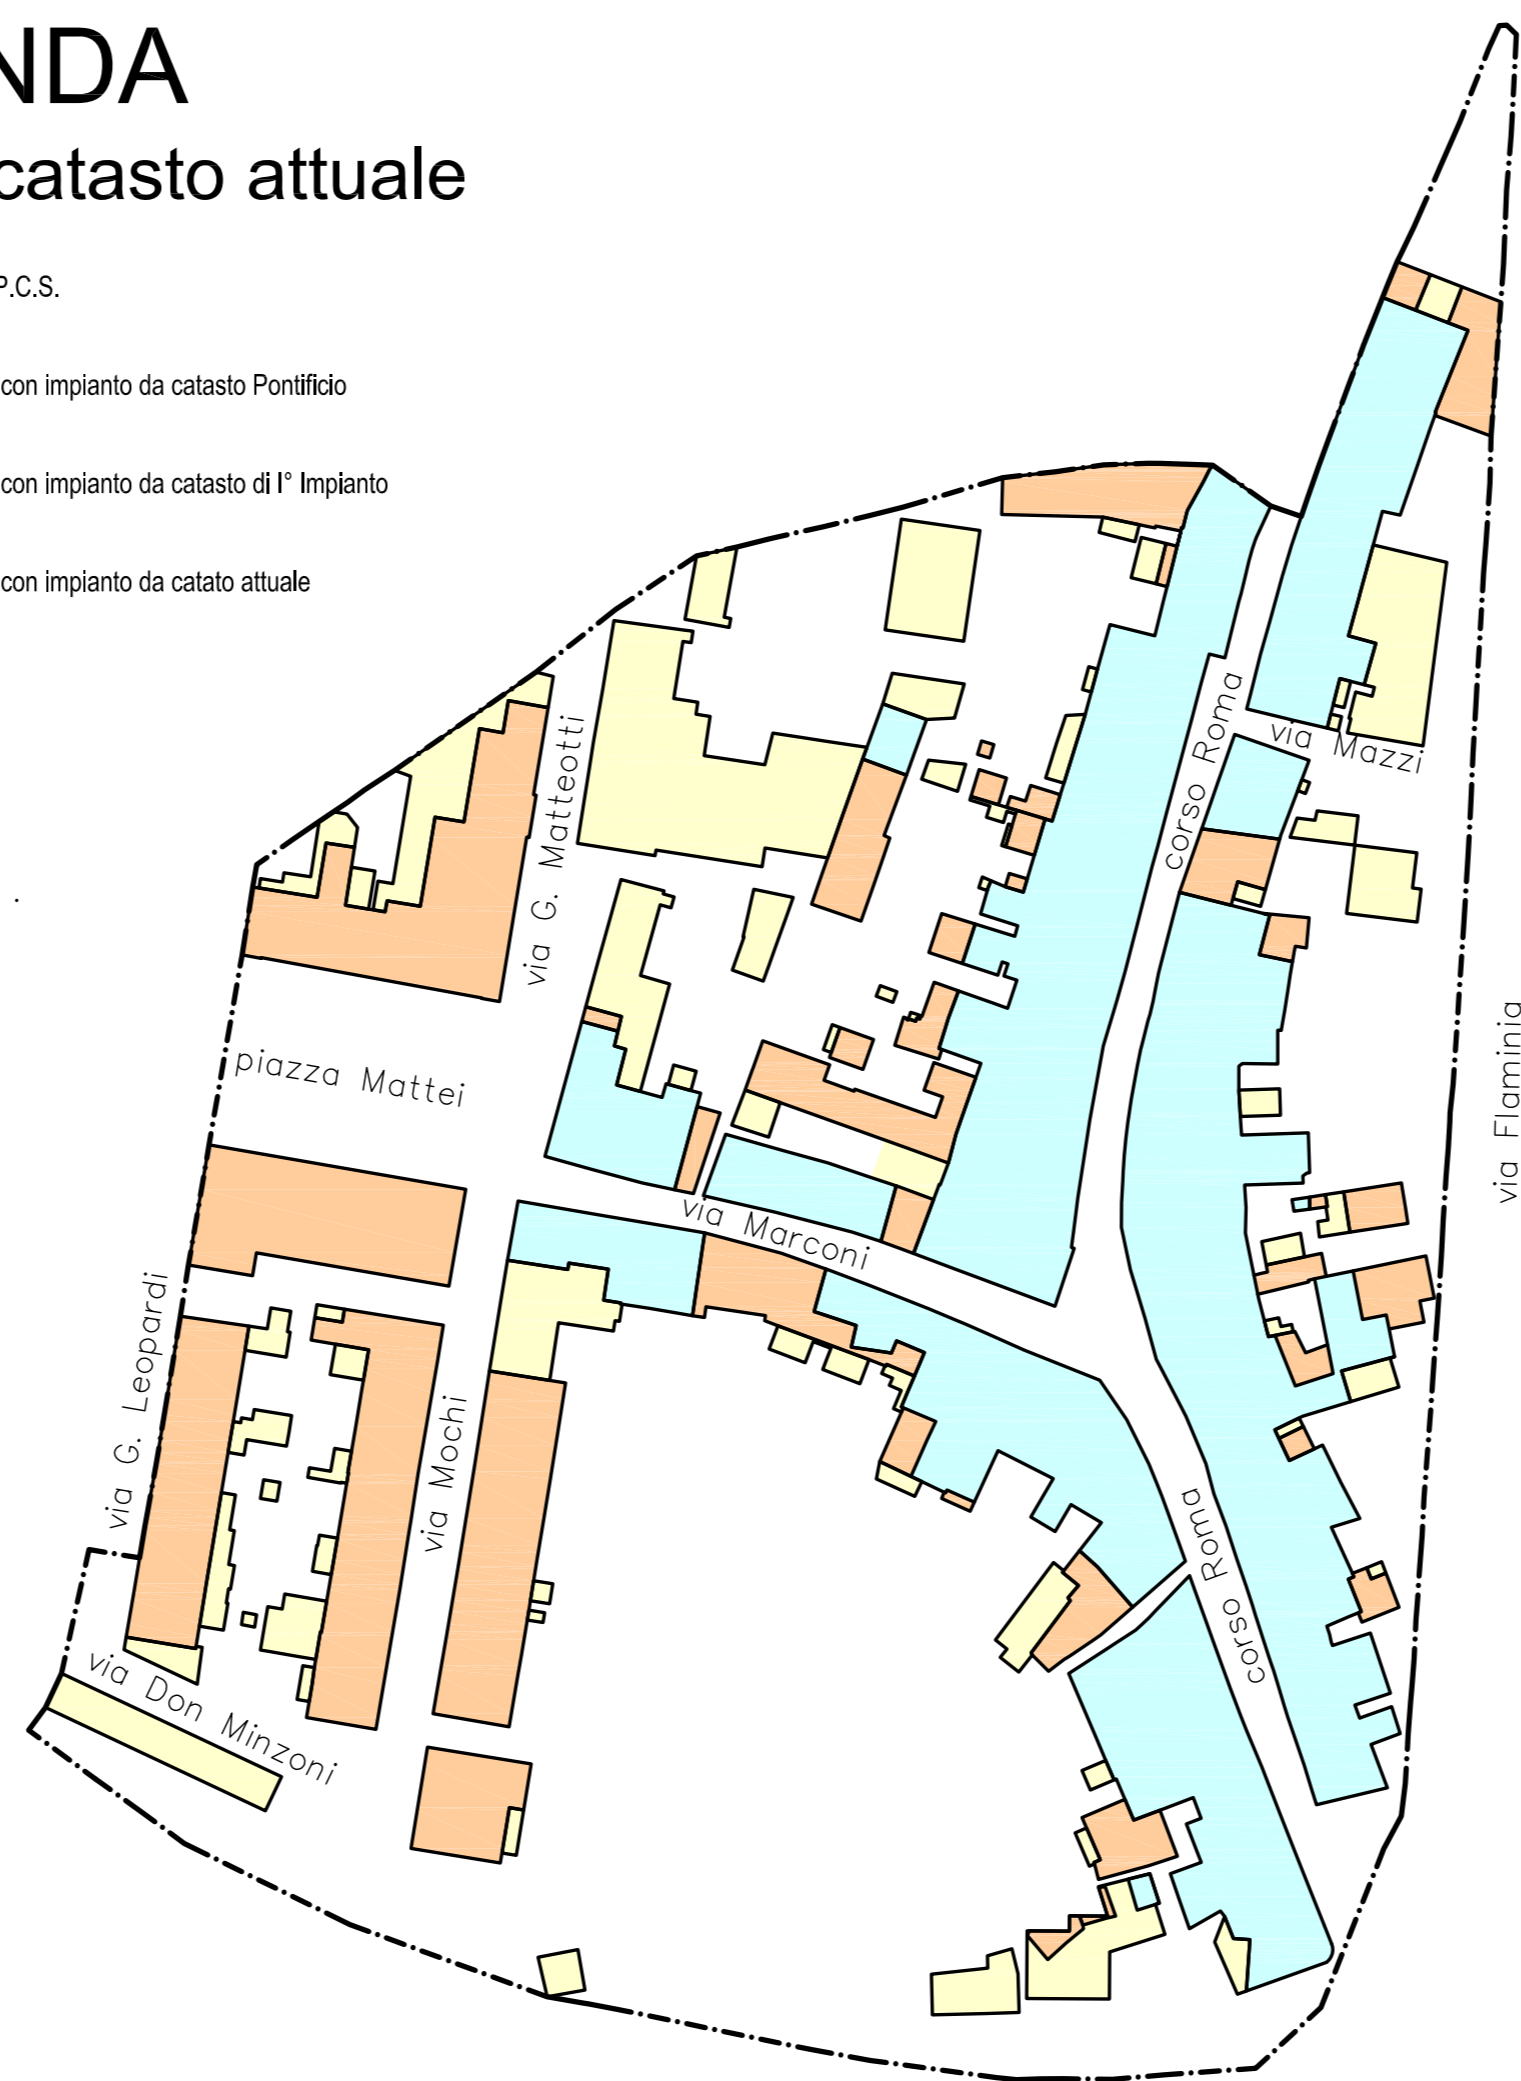 NDA
catasto attuale
P.C.S.
con impianto da catasto Pontificio
con impianto da catasto di I° Impianto
con impianto da catato attuale
via G. Matteotti
corso Roma
via Mazzi
piazza Mattei
via Flaminia
via Marconi
via G. Leopardi
via Mochi
corso Roma
via Don Minzoni